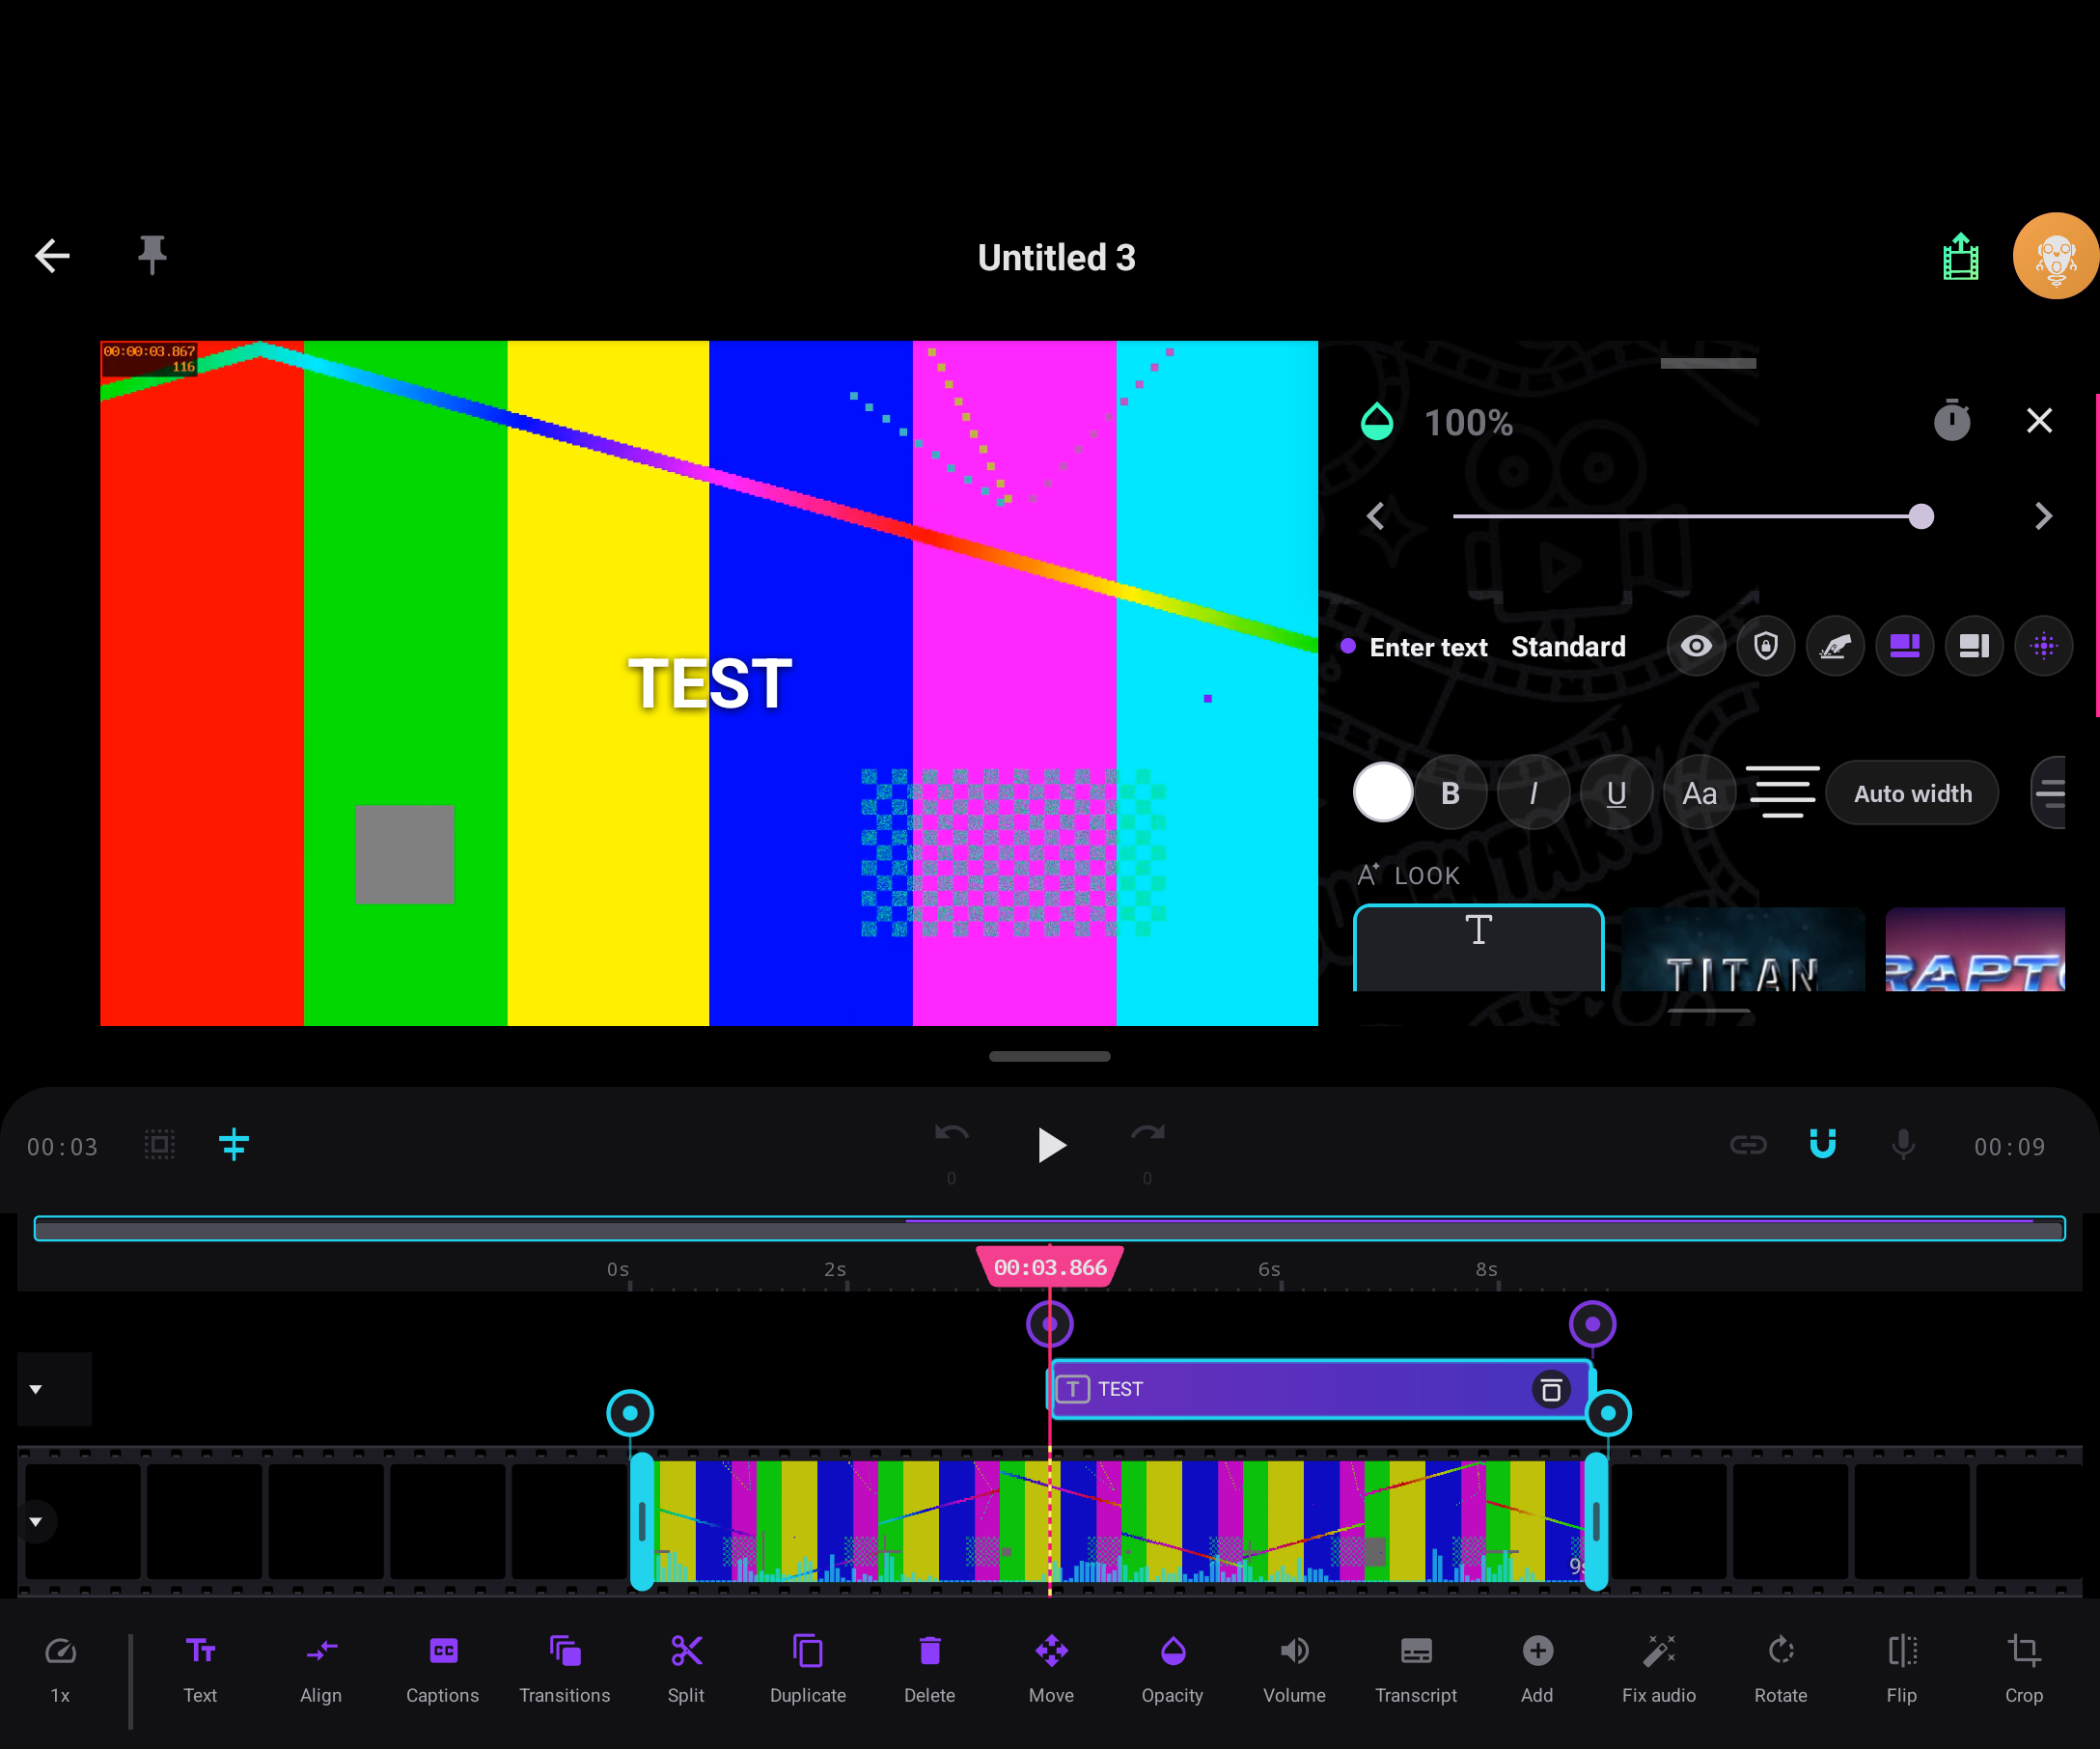 Untitled 3
00:00:03.867
116
TEST
100%
Enter text Standard
B I U Aa Auto width
LOOK
T
TITAN
00:03
0
0
00:09
0s 2s 00:03.866 6s 8s
T TEST
1x Text Align CC Captions Transitions Split Duplicate Delete Move Opacity Volume Transcript Add Fix audio Rotate Flip Crop